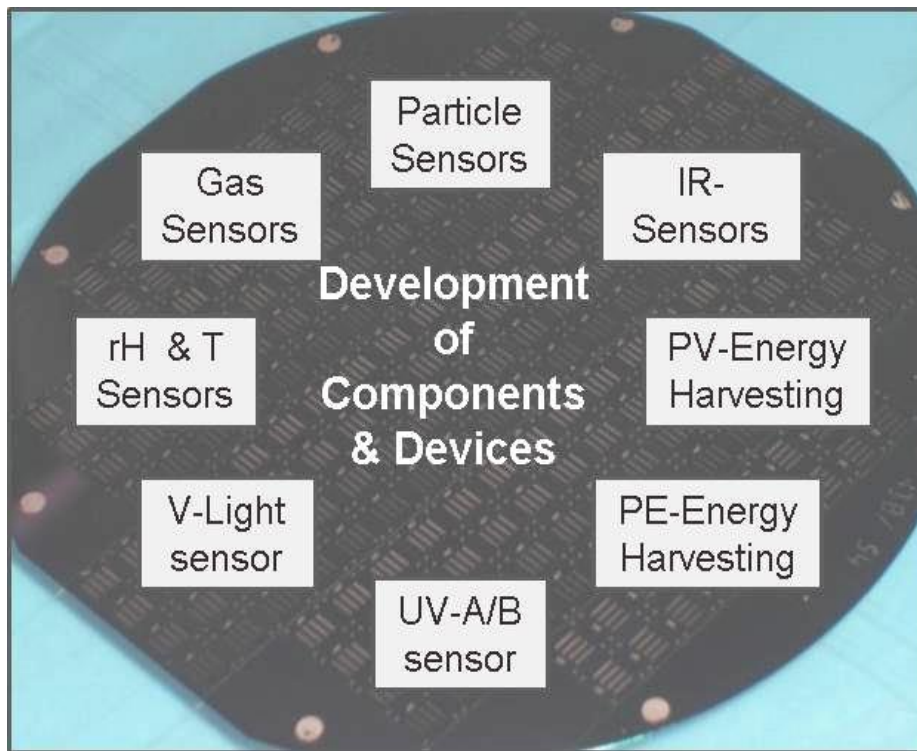 Particle
Sensors
Gas
Sensors
IR-
Sensors
Development
of
Components
& Devices
rH & T
Sensors
PV-Energy
Harvesting
V-Light
sensor
PE-Energy
Harvesting
UV-A/B
sensor